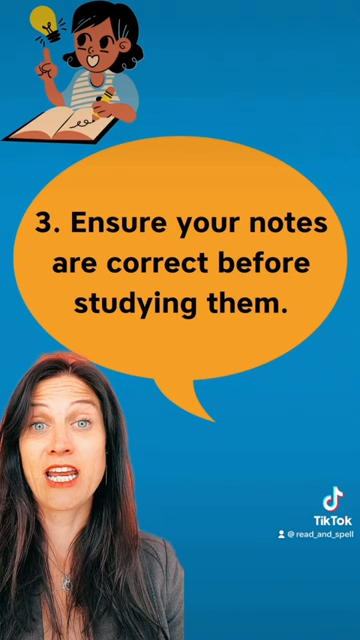 3. Ensure your notes
are correct before
studying them.
TikTok
@read_and_spell